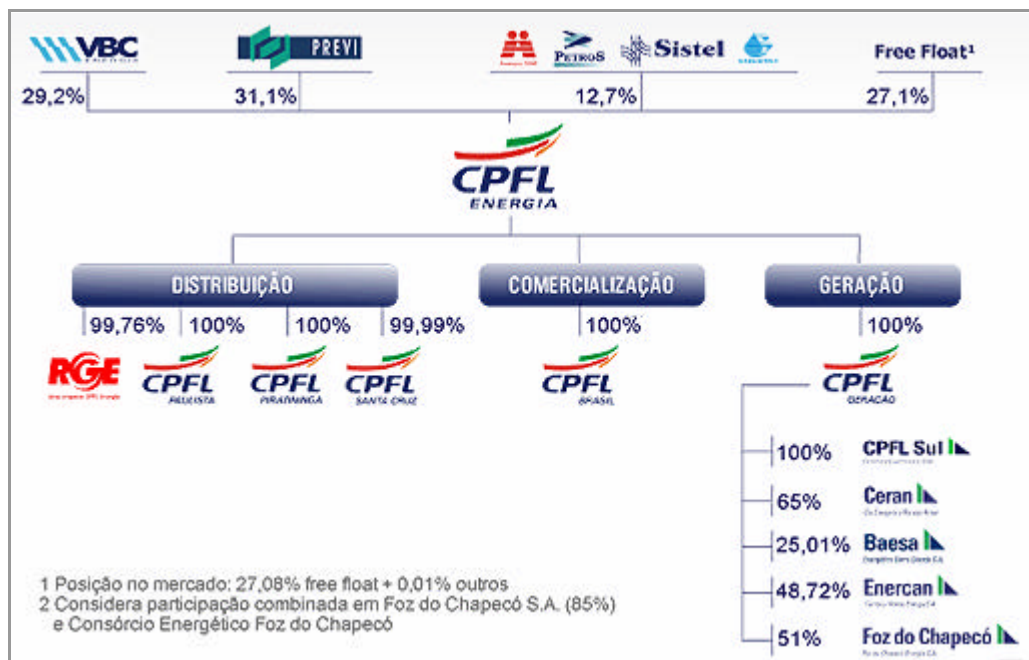 VBC
ENERGIA
PREVI
PETROS
Sistel
Free Float¹
29,2%
31,1%
12,7%
27,1%
CPFL
ENERGIA
DISTRIBUIÇÃO
COMERCIALIZAÇÃO
GERAÇÃO
99,76%
100%
100%
99,99%
100%
100%
RGE
CPFL
PAULISTA
CPFL
PIRATININGA
CPFL
SANTA CRUZ
CPFL
BRASIL
CPFL
GERAÇÃO
100%
CPFL Sul
65%
Ceran
25,01%
Baesa
48,72%
Enercan
51%
Foz do Chapecó
1 Posição no mercado: 27,08% free float + 0,01% outros
2 Considera participação combinada em Foz do Chapecó S.A. (85%)
e Consórcio Energético Foz do Chapecó